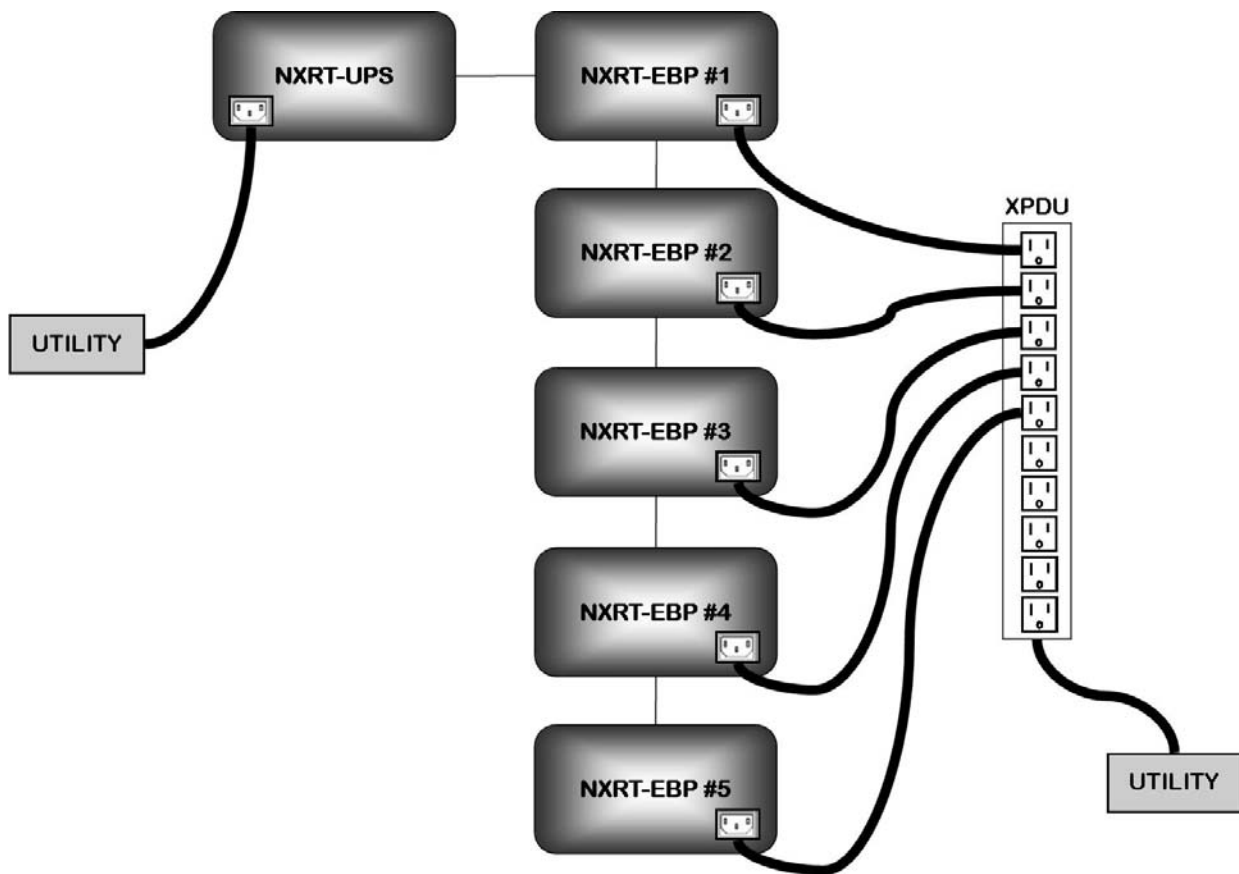 NXRT-UPS
NXRT-EBP #1
NXRT-EBP #2
XPDU
UTILITY
NXRT-EBP #3
NXRT-EBP #4
NXRT-EBP #5
UTILITY